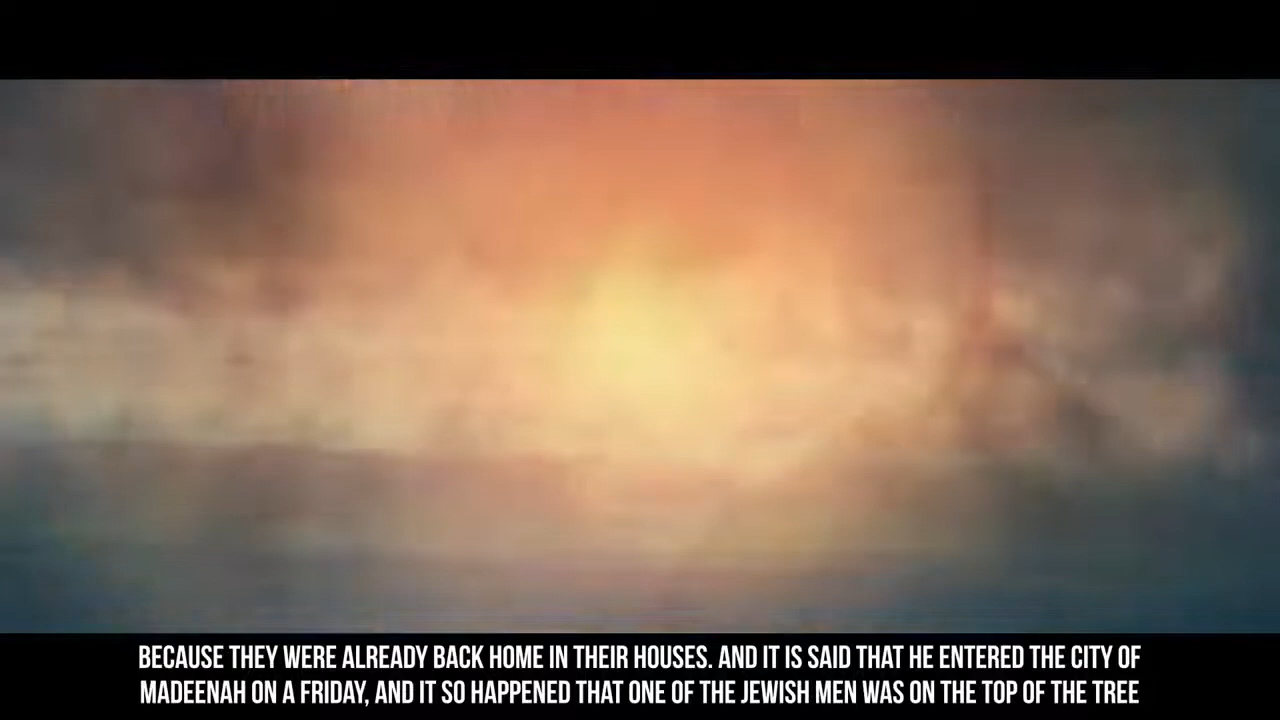 BECAUSE THEY WERE ALREADY BACK HOME IN THEIR HOUSES. AND IT IS SAID THAT HE ENTERED THE CITY OF
MADEENAH ON A FRIDAY, AND IT SO HAPPENED THAT ONE OF THE JEWISH MEN WAS ON THE TOP OF THE TREE